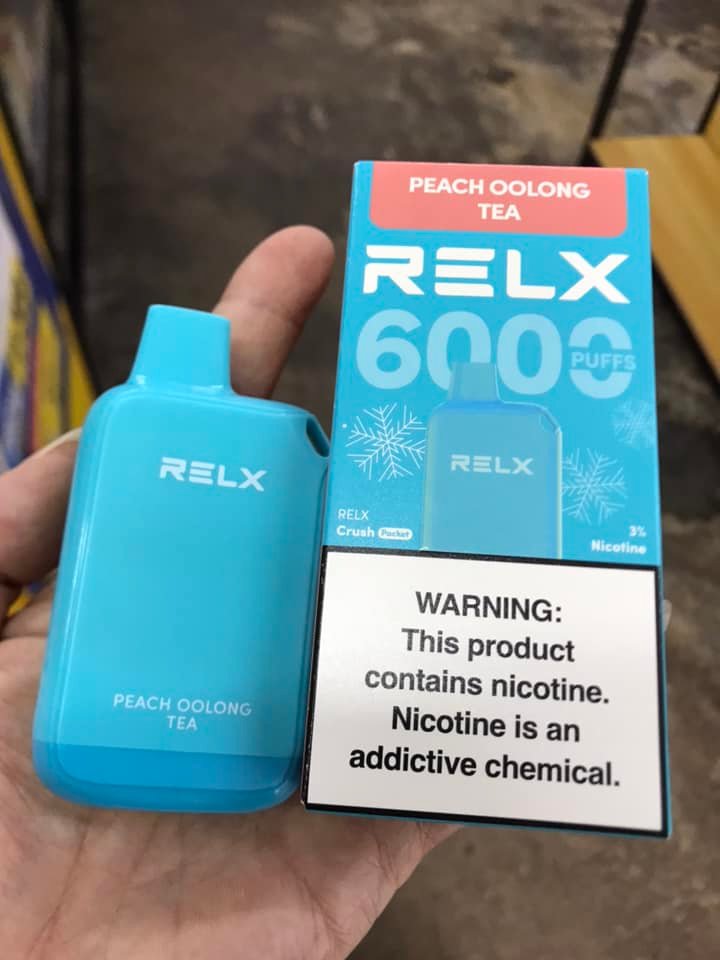 RELX
PEACH OOLONG
TEA
PEACH OOLONG
TEA
RELX
6000
PUFFS
RELX
RELX
Crush Pocket
3%
Nicotine
WARNING:
This product
contains nicotine.
Nicotine is an
addictive chemical.